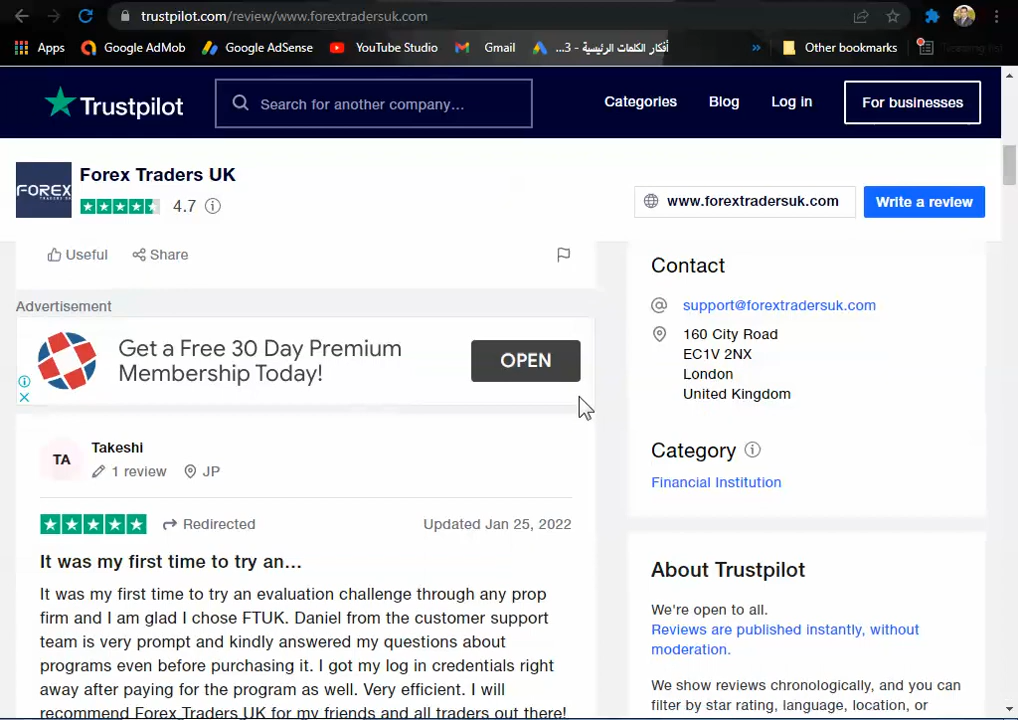 trustpilot.com/review/www.forextradersuk.com
Apps
Google AdMob
Google AdSense
YouTube Studio
Gmail
أفكار الكلمات الرئيسية - 3...
»
Other bookmarks
Trustpilot
Search for another company...
Categories
Blog
Log in
For businesses
FOREX
Forex Traders UK
4.7
www.forextradersuk.com
Write a review
Useful
Share
Advertisement
Get a Free 30 Day Premium
Membership Today!
OPEN
TA
Takeshi
1 review
JP
Redirected
Updated Jan 25, 2022
It was my first time to try an...
It was my first time to try an evaluation challenge through any prop
firm and I am glad I chose FTUK. Daniel from the customer support
team is very prompt and kindly answered my questions about
programs even before purchasing it. I got my log in credentials right
away after paying for the program as well. Very efficient. I will
recommend Forex_Traders_UK for my friends and all traders out there!
Contact
support@forextradersuk.com
160 City Road
EC1V 2NX
London
United Kingdom
Category
Financial Institution
About Trustpilot
We're open to all.
Reviews are published instantly, without
moderation.
We show reviews chronologically, and you can
filter by star rating, language, location, or